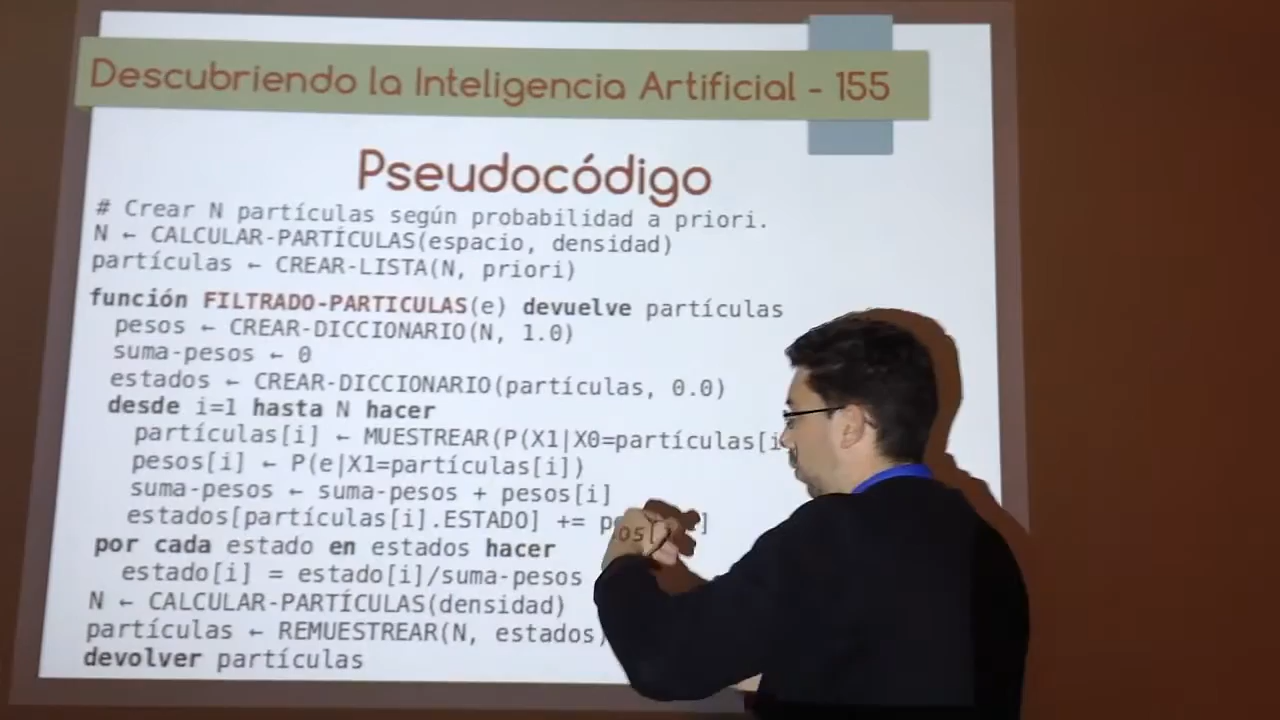 Descubriendo la Inteligencia Artificial - 155
Pseudocódigo
# Crear N partículas según probabilidad a priori.
N ← CALCULAR-PARTÍCULAS(espacio, densidad)
partículas ← CREAR-LISTA(N, priori)
función FILTRADO-PARTICULAS(e) devuelve partículas
pesos ← CREAR-DICCIONARIO(N, 1.0)
suma-pesos ← 0
estados ← CREAR-DICCIONARIO(partículas, 0.0)
desde i=1 hasta N hacer
partículas[i] ← MUESTREAR(P(X1|X0=partículas[i
pesos[i] ← P(e|X1=partículas[i])
suma-pesos ← suma-pesos + pesos[i]
estados[partículas[i].ESTADO] +=
por cada estado en estados hacer
estado[i] = estado[i]/suma-pesos
N ← CALCULAR-PARTÍCULAS(densidad)
partículas ← REMUESTREAR(N, estados)
devolver partículas